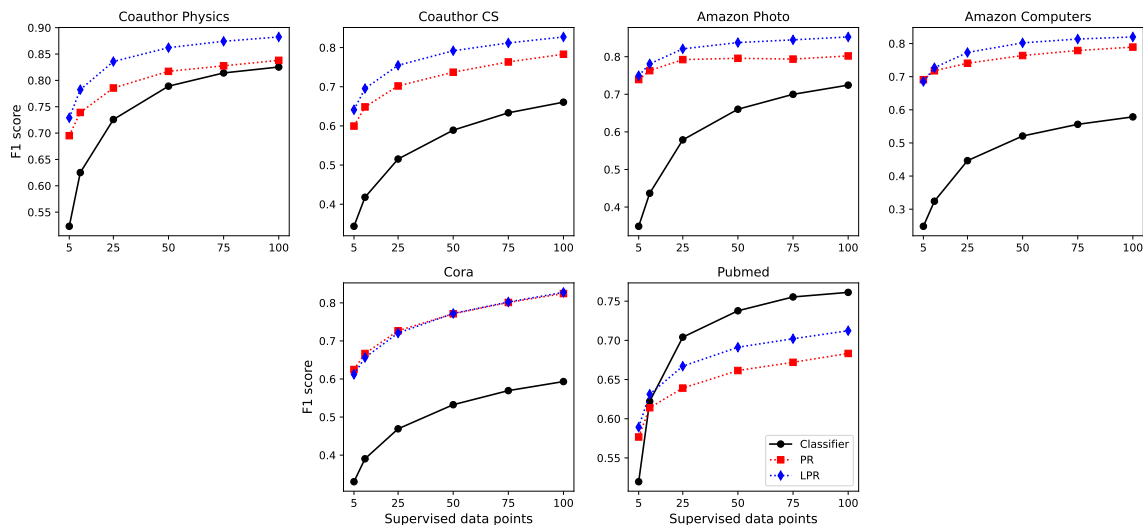 Coauthor Physics
F1 score
0.90
0.85
0.80
0.75
0.70
0.65
0.60
0.55
5 25 50 75 100
Coauthor CS
0.8
0.7
0.6
0.5
0.4
5 25 50 75 100
Amazon Photo
0.8
0.7
0.6
0.5
0.4
5 25 50 75 100
Amazon Computers
0.8
0.7
0.6
0.5
0.4
0.3
5 25 50 75 100
Cora
F1 score
0.8
0.7
0.6
0.5
0.4
5 25 50 75 100
Supervised data points
Pubmed
0.75
0.70
0.65
0.60
0.55
Classifier
PR
LPR
5 25 50 75 100
Supervised data points